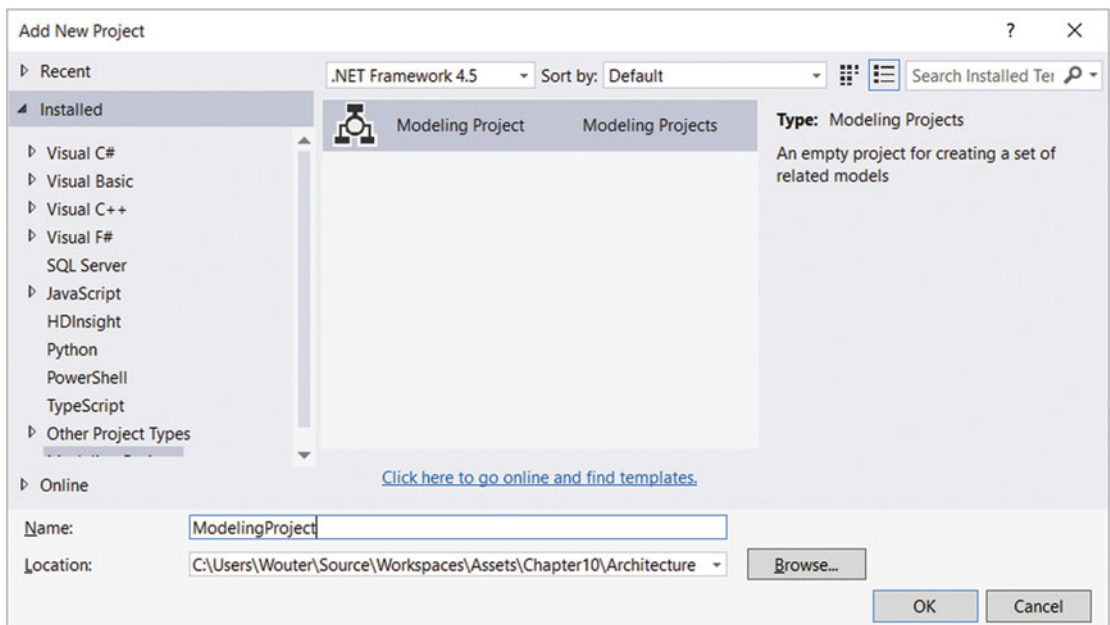 Add New Project
?
Recent
.NET Framework 4.5
Sort by:
Default
Search Installed Ter
Installed
Visual C#
Visual Basic
Visual C++
Visual F#
SQL Server
JavaScript
HDInsight
Python
PowerShell
TypeScript
Other Project Types
Modeling Project
Modeling Projects
Type: Modeling Projects
An empty project for creating a set of
related models
Click here to go online and find templates.
Online
Name:
ModelingProject
Location:
C:\Users\Wouter\Source\Workspaces\Assets\Chapter10\Architecture
Browse...
OK
Cancel